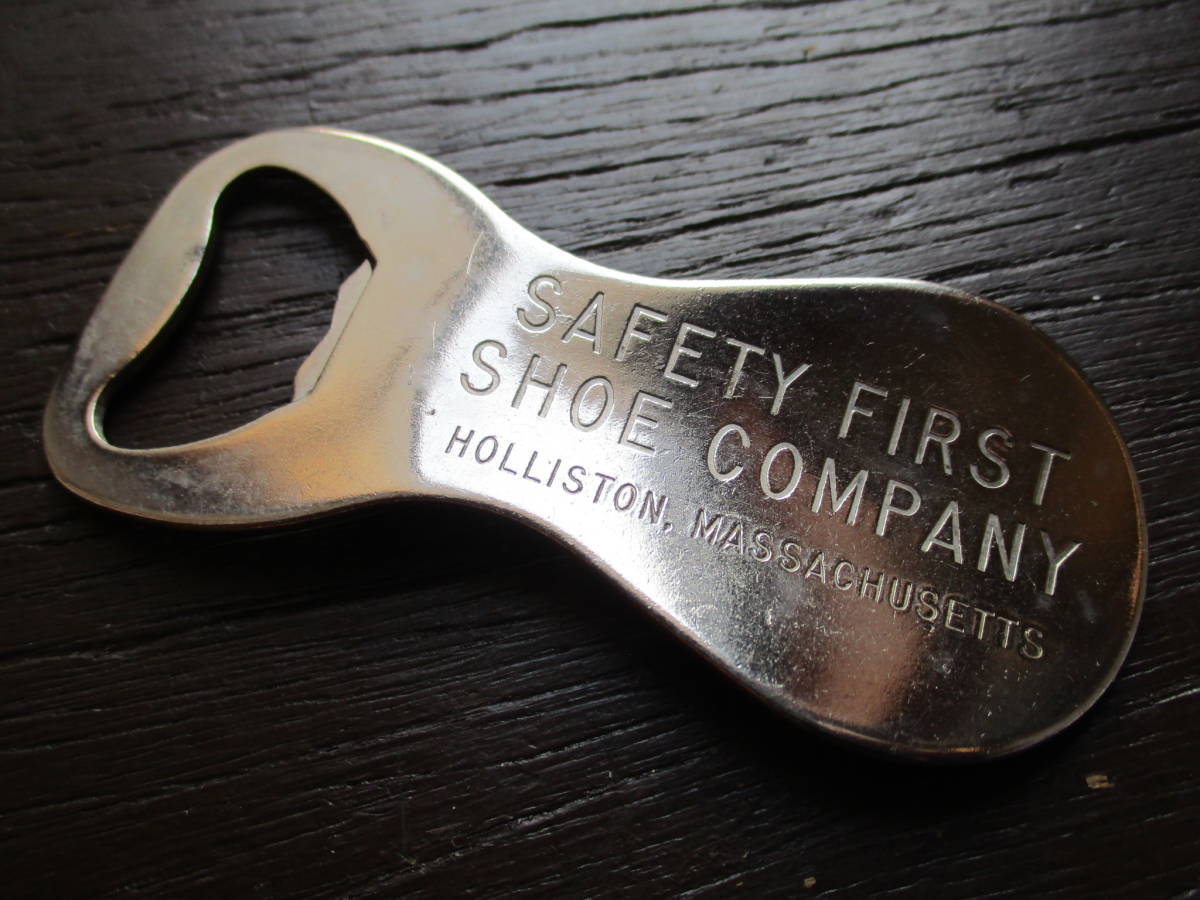 SAFETY FIRST
SHOE COMPANY
HOLLISTON, MASSACHUSETTS